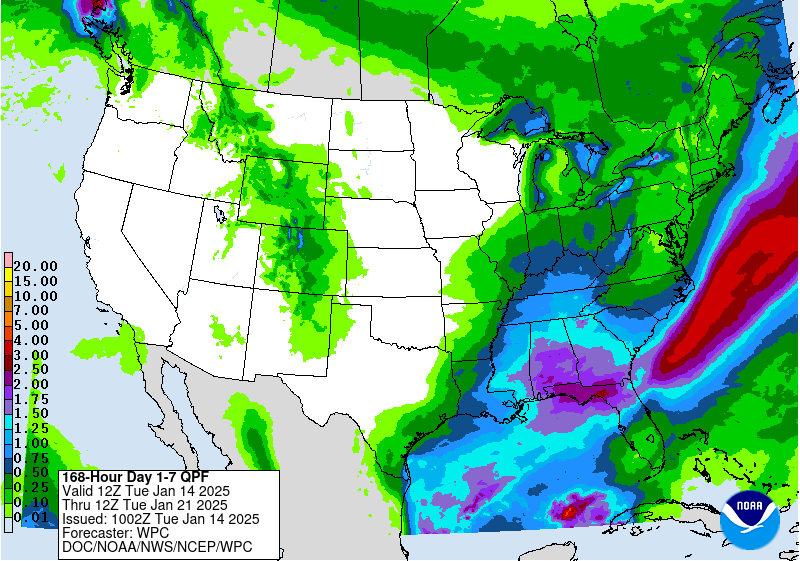 20.00
15.00
10.00
7.00
5.00
4.00
3.00
2.50
2.00
1.75
1.50
1.25
1.00
0.75
0.50
0.25
0.10
0.01
168-Hour Day 1-7 QPF
Valid 12Z Tue Jan 14 2025
Thru 12Z Tue Jan 21 2025
Issued: 1002Z Tue Jan 14 2025
Forecaster: WPC
DOC/NOAA/NWS/NCEP/WPC
NOAA